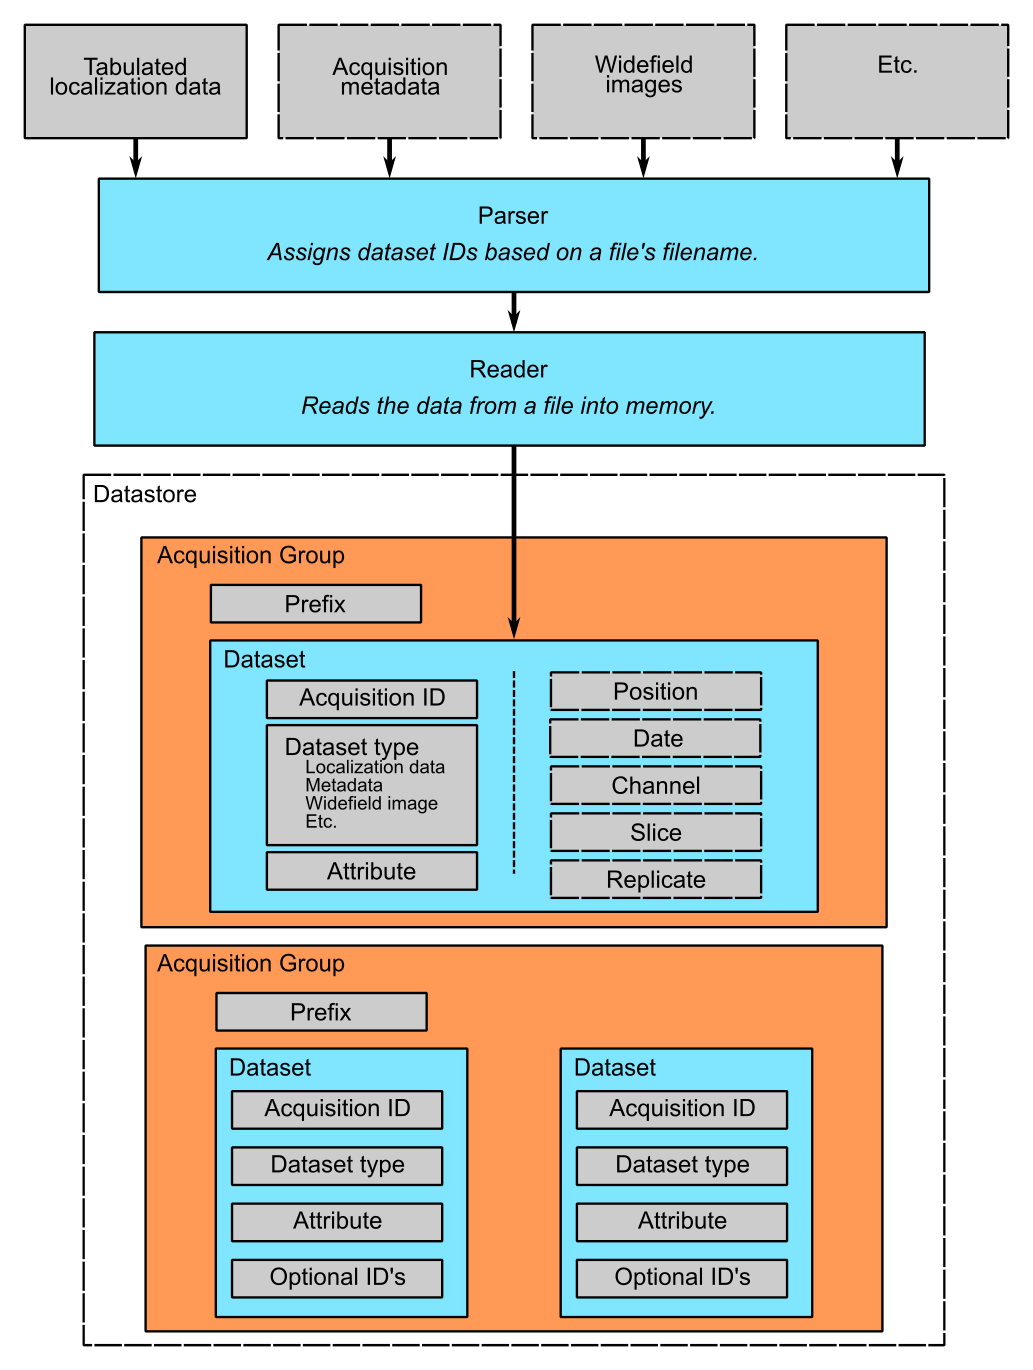 Tabulated
localization data
Acquisition
metadata
Widefield
images
Etc.
Parser
Assigns dataset IDs based on a file's filename.
Reader
Reads the data from a file into memory.
Datastore
Acquisition Group
Prefix
Dataset
Acquisition ID
Dataset type
Localization data
Metadata
Widefield image
Etc.
Attribute
Position
Date
Channel
Slice
Replicate
Acquisition Group
Prefix
Dataset
Acquisition ID
Dataset type
Attribute
Optional ID's
Dataset
Acquisition ID
Dataset type
Attribute
Optional ID's